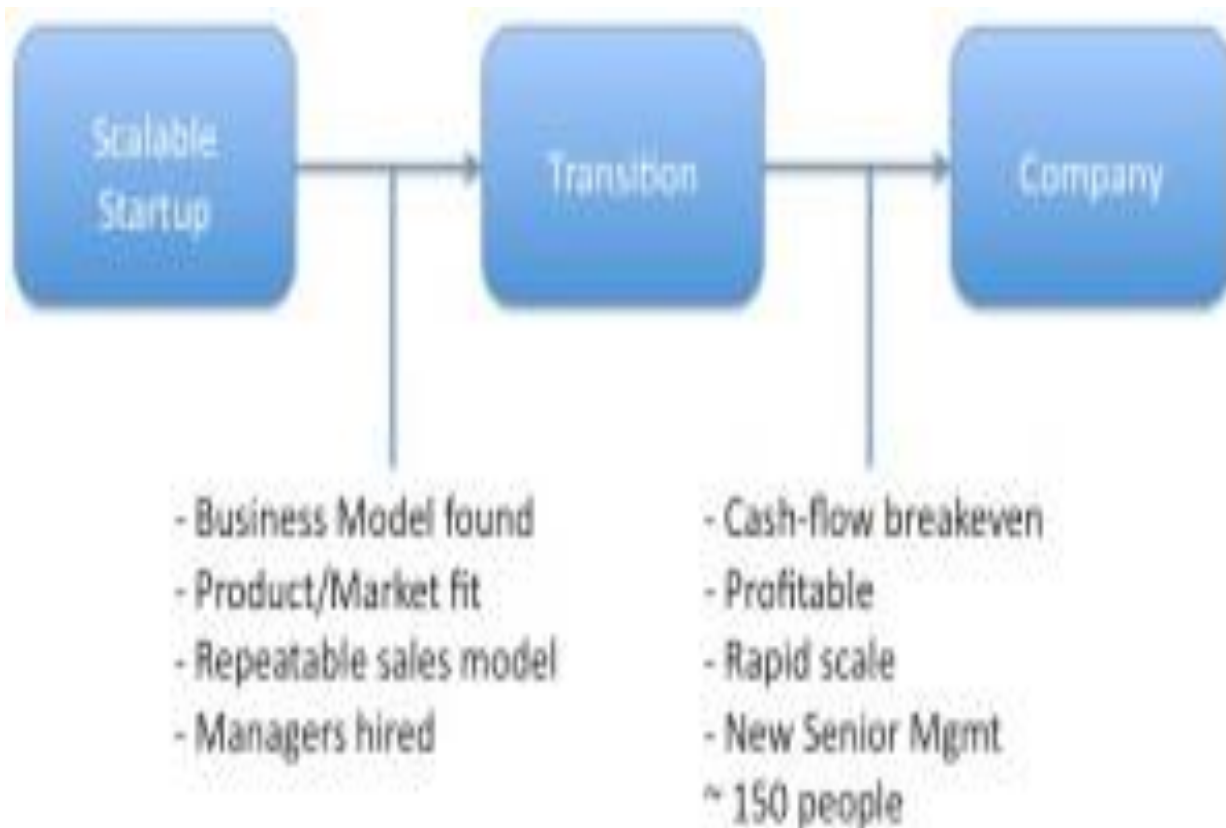 Scalable
Startup
Transition
Company
- Business Model found
- Product/Market fit
- Repeatable sales model
- Managers hired
- Cash-flow breakeven
- Profitable
- Rapid scale
- New Senior Mgmt
~ 150 people